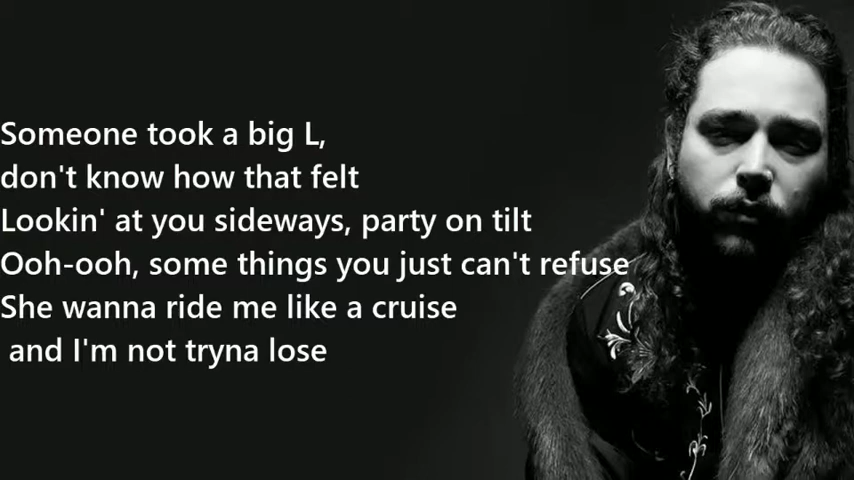 Someone took a big L,
don't know how that felt
Lookin' at you sideways, party on tilt
Ooh-ooh, some things you just can't refuse
She wanna ride me like a cruise
and I'm not tryna lose